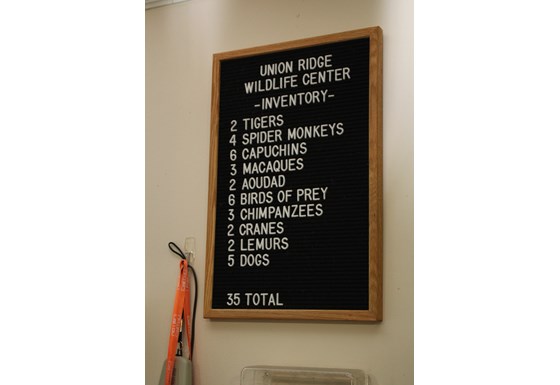 UNION RIDGE
WILDLIFE CENTER
-INVENTORY-
2 TIGERS
4 SPIDER MONKEYS
6 CAPUCHINS
3 MACAQUES
2 AOUDAD
6 BIRDS OF PREY
3 CHIMPANZEES
2 CRANES
2 LEMURS
5 DOGS
35 TOTAL